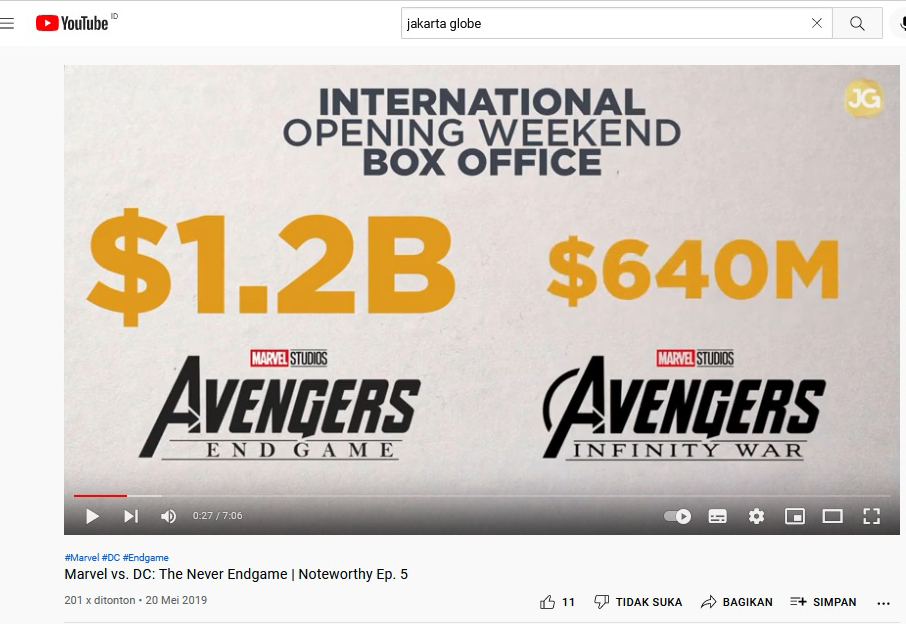 YouTube ID
jakarta globe
INTERNATIONAL
OPENING WEEKEND
BOX OFFICE
JG
$1.2B
$640M
MARVEL STUDIOS
AVENGERS
END GAME
MARVEL STUDIOS
AVENGERS
INFINITY WAR
0:27 / 7:06
#Marvel #DC #Endgame
Marvel vs. DC: The Never Endgame | Noteworthy Ep. 5
201 x ditonton • 20 Mei 2019
11 TIDAK SUKA BAGIKAN SIMPAN